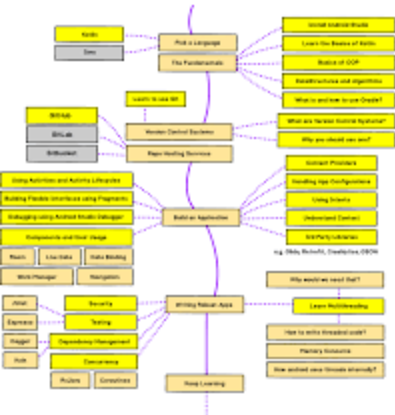 Kotlin
Java
Pick a Language
The Fundamentals
Install Android Studio
Learn the Basics of Kotlin
Basics of OOP
Datastructures and Algorithms
What is and how to use Gradle?
Learn to use Git
GitHub
GitLab
Bitbucket
Version Control Systems
Repo Hosting Services
What are Version Control Systems?
Why you should use one?
Content Providers
Handling App Configurations
Using Intents
Understand Context
3rd Party Libraries
e.g. Glide, Retrofit, Crashlytics, GSON
Using Activities and Activity Lifecycles
Building Flexible Interfaces using Fragments
Debugging using Android Studio Debugger
Components and their Usage
Build an Application
Room
Live Data
Data Binding
Work Manager
Navigation
Security
Testing
Dependency Management
Concurrency
Espresso
Dagger
RxJava
Coroutines
Writing Robust Apps
Why would we need that?
Learn Multithreading
How to write threaded code?
Memory Concerns
How android uses threads internally?
Keep Learning